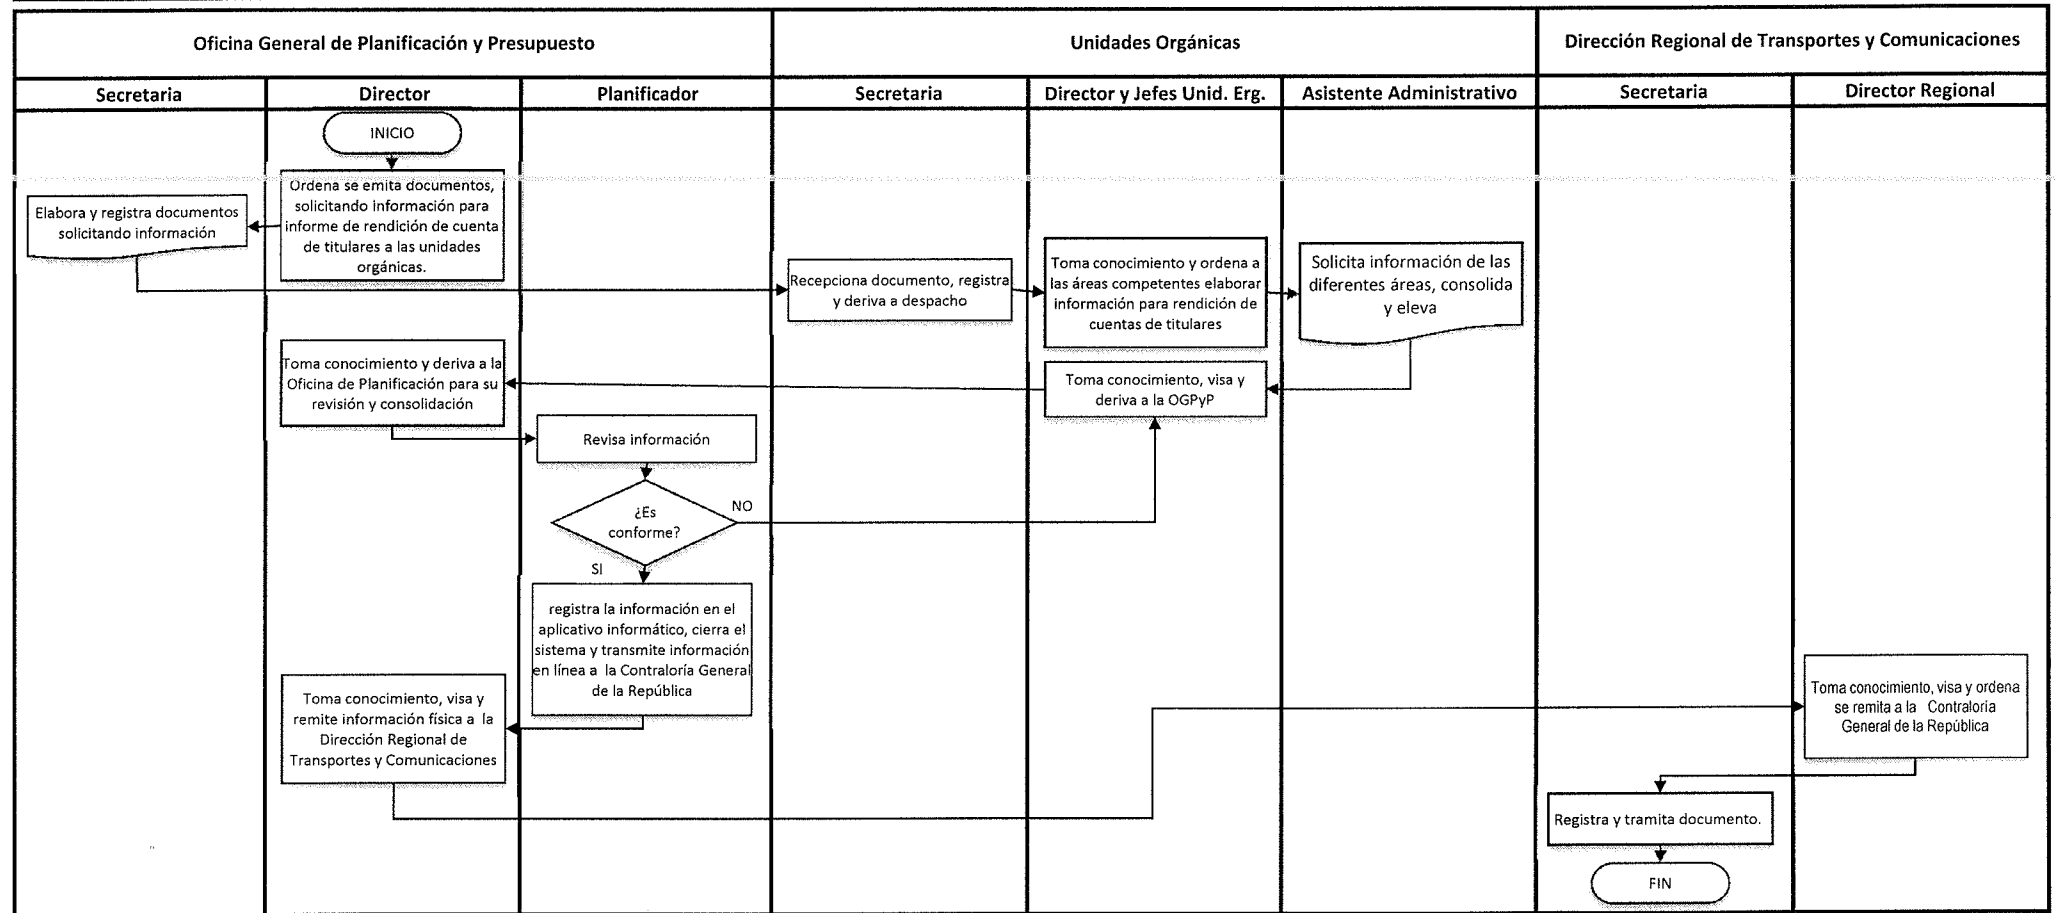 Oficina General de Planificación y Presupuesto
Unidades Orgánicas
Dirección Regional de Transportes y Comunicaciones
Secretaria
Director
Planificador
Secretaria
Director y Jefes Unid. Erg.
Asistente Administrativo
Secretaria
Director Regional
INICIO
Ordena se emita documentos,
solicitando información para
informe de rendición de cuenta
de titulares a las unidades
orgánicas.
Elabora y registra documentos
solicitando información
Recepciona documento, registra
y deriva a despacho
Toma conocimiento y ordena a
las áreas competentes elaborar
información para rendición de
cuentas de titulares
Solicita información de las
diferentes áreas, consolida
y eleva
Toma conocimiento, visa y
deriva a la OGPyP
Toma conocimiento y deriva a la
Oficina de Planificación para su
revisión y consolidación
Revisa información
¿Es
conforme?
NO
SI
registra la información en el
aplicativo informático, cierra el
sistema y transmite información
en línea a la Contraloría General
de la República
Toma conocimiento, visa y
remite información física a la
Dirección Regional de
Transportes y Comunicaciones
Toma conocimiento, visa y ordena
se remita a la Contraloría
General de la República
Registra y tramita documento.
FIN